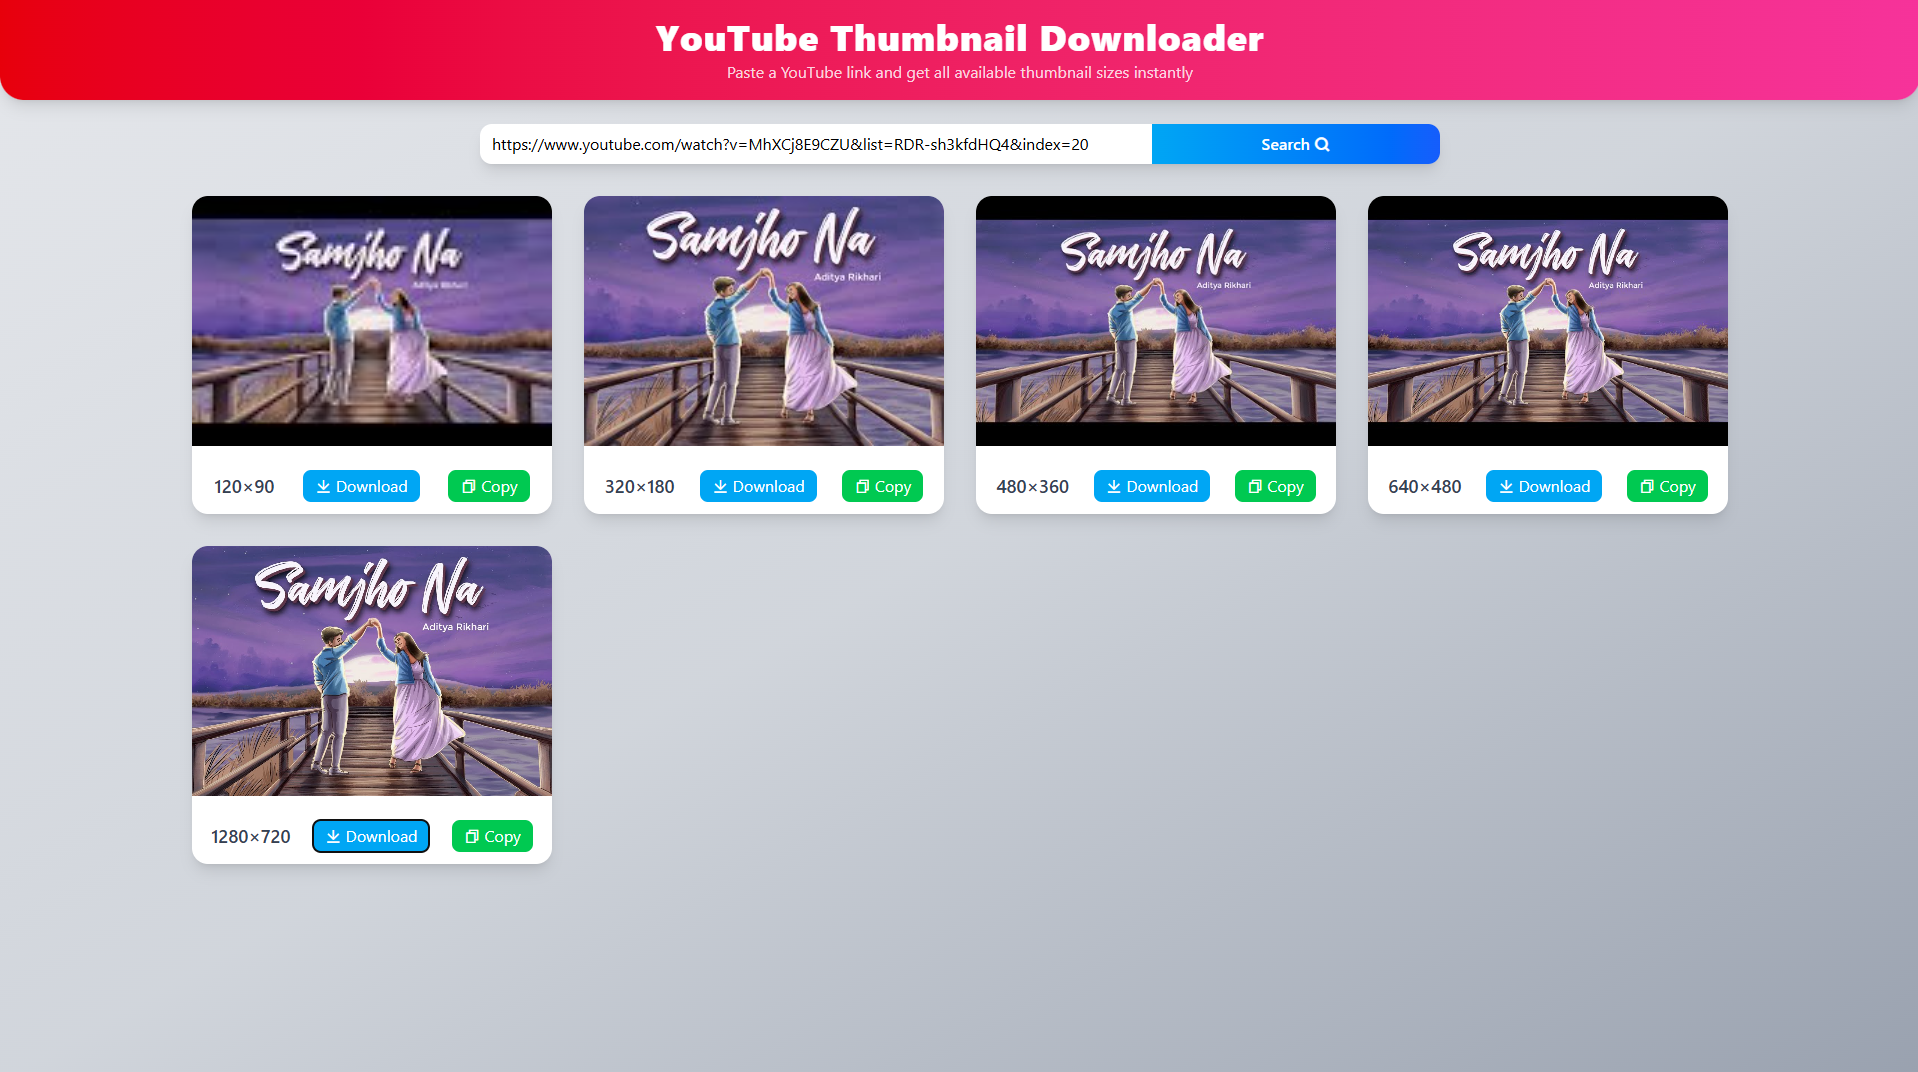 YouTube Thumbnail Downloader
Paste a YouTube link and get all available thumbnail sizes instantly
https://www.youtube.com/watch?v=MhXCj8E9CZU&list=RDR-sh3kfdHQ4&index=20
Search
Samjho Na
Aditya Rikhari
120×90
Download
Copy
Samjho Na
Aditya Rikhari
320×180
Download
Copy
Samjho Na
Aditya Rikhari
480×360
Download
Copy
Samjho Na
Aditya Rikhari
640×480
Download
Copy
Samjho Na
Aditya Rikhari
1280×720
Download
Copy